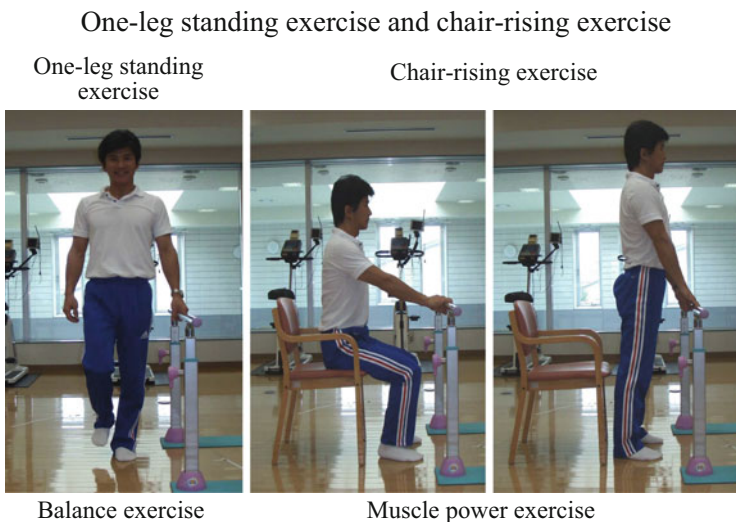 One-leg standing exercise and chair-rising exercise
One-leg standing
exercise
Chair-rising exercise
Balance exercise
Muscle power exercise